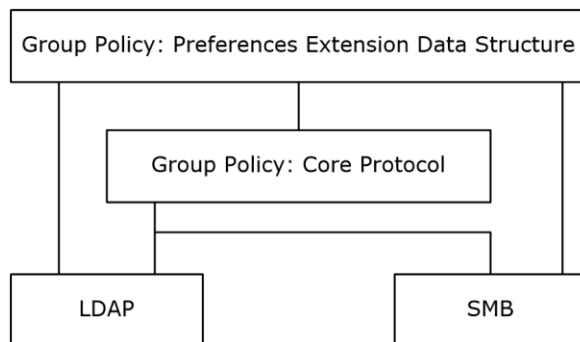 Group Policy: Preferences Extension Data Structure
Group Policy: Core Protocol
LDAP
SMB